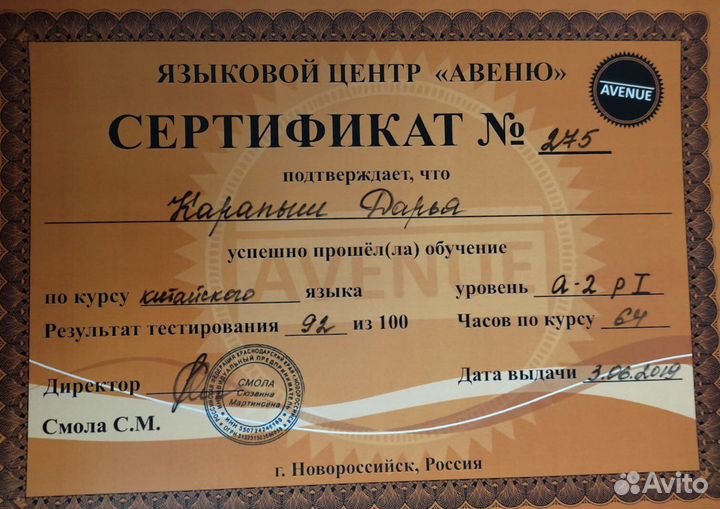 ЯЗЫКОВОЙ ЦЕНТР «АВЕНЮ»
AVENUE
СЕРТИФИКАТ № 275
подтверждает, что
Карапыш Дарья
успешно прошёл(ла) обучение
AVENUE
по курсу китайского языка уровень А-2 р I
Результат тестирования 92 из 100 Часов по курсу 64
Директор
СМОЛА
Сюзанна
Мартиновна
Дата выдачи 3.06.2019
Смола С.М.
г. Новороссийск, Россия
Avito